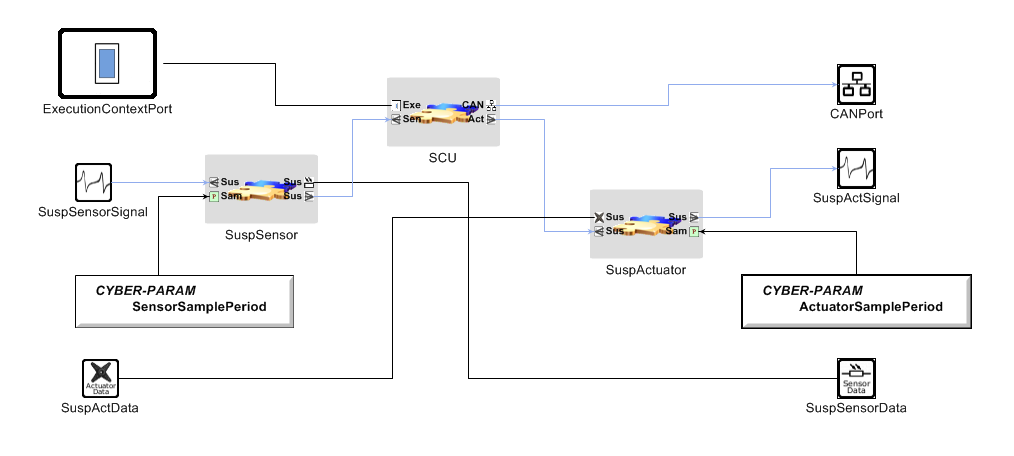 ExecutionContextPort
Exe
CAN
Sen
Act
SCU
CANPort
SuspSensorSignal
Sus
Sus
P
Sam
Sus
SuspSensor
SuspActSignal
Sus
Sus
Sus
Sam
P
SuspActuator
CYBER-PARAM
SensorSamplePeriod
CYBER-PARAM
ActuatorSamplePeriod
Actuator
Data
SuspActData
Sensor
Data
SuspSensorData